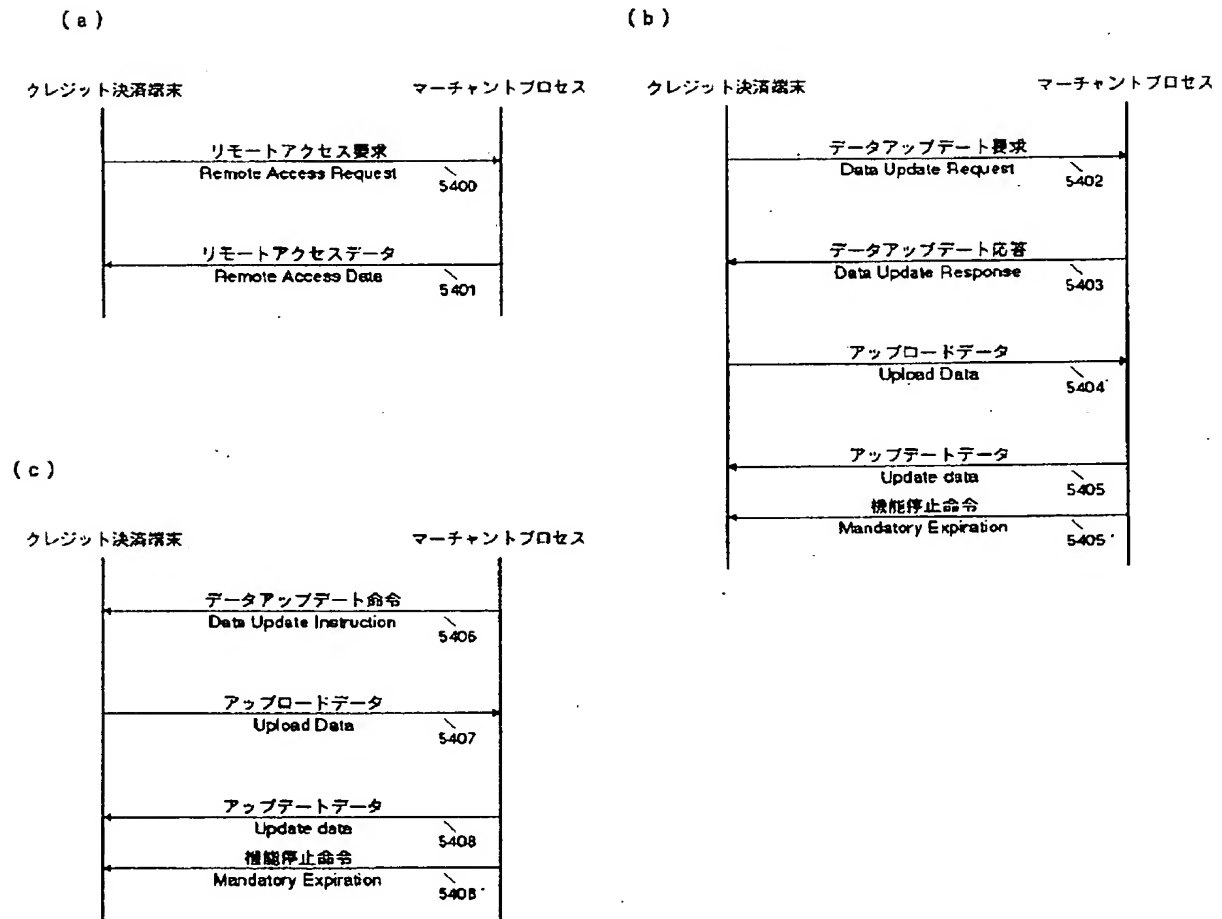 (a)
クレジット決済端末
マーチャントプロセス
リモートアクセス要求
Remote Access Request
5400
リモートアクセスデータ
Remote Access Data
5401
(b)
クレジット決済端末
マーチャントプロセス
データアップデート要求
Data Update Request
5402
データアップデート応答
Data Update Response
5403
アップロードデータ
Upload Data
5404'
アップデートデータ
Update data
5405
機能停止命令
Mandatory Expiration
5405'
(c)
クレジット決済端末
マーチャントプロセス
データアップデート命令
Data Update Instruction
5406
アップロードデータ
Upload Data
5407
アップデートデータ
Update data
5408
機能停止命令
Mandatory Expiration
5408'